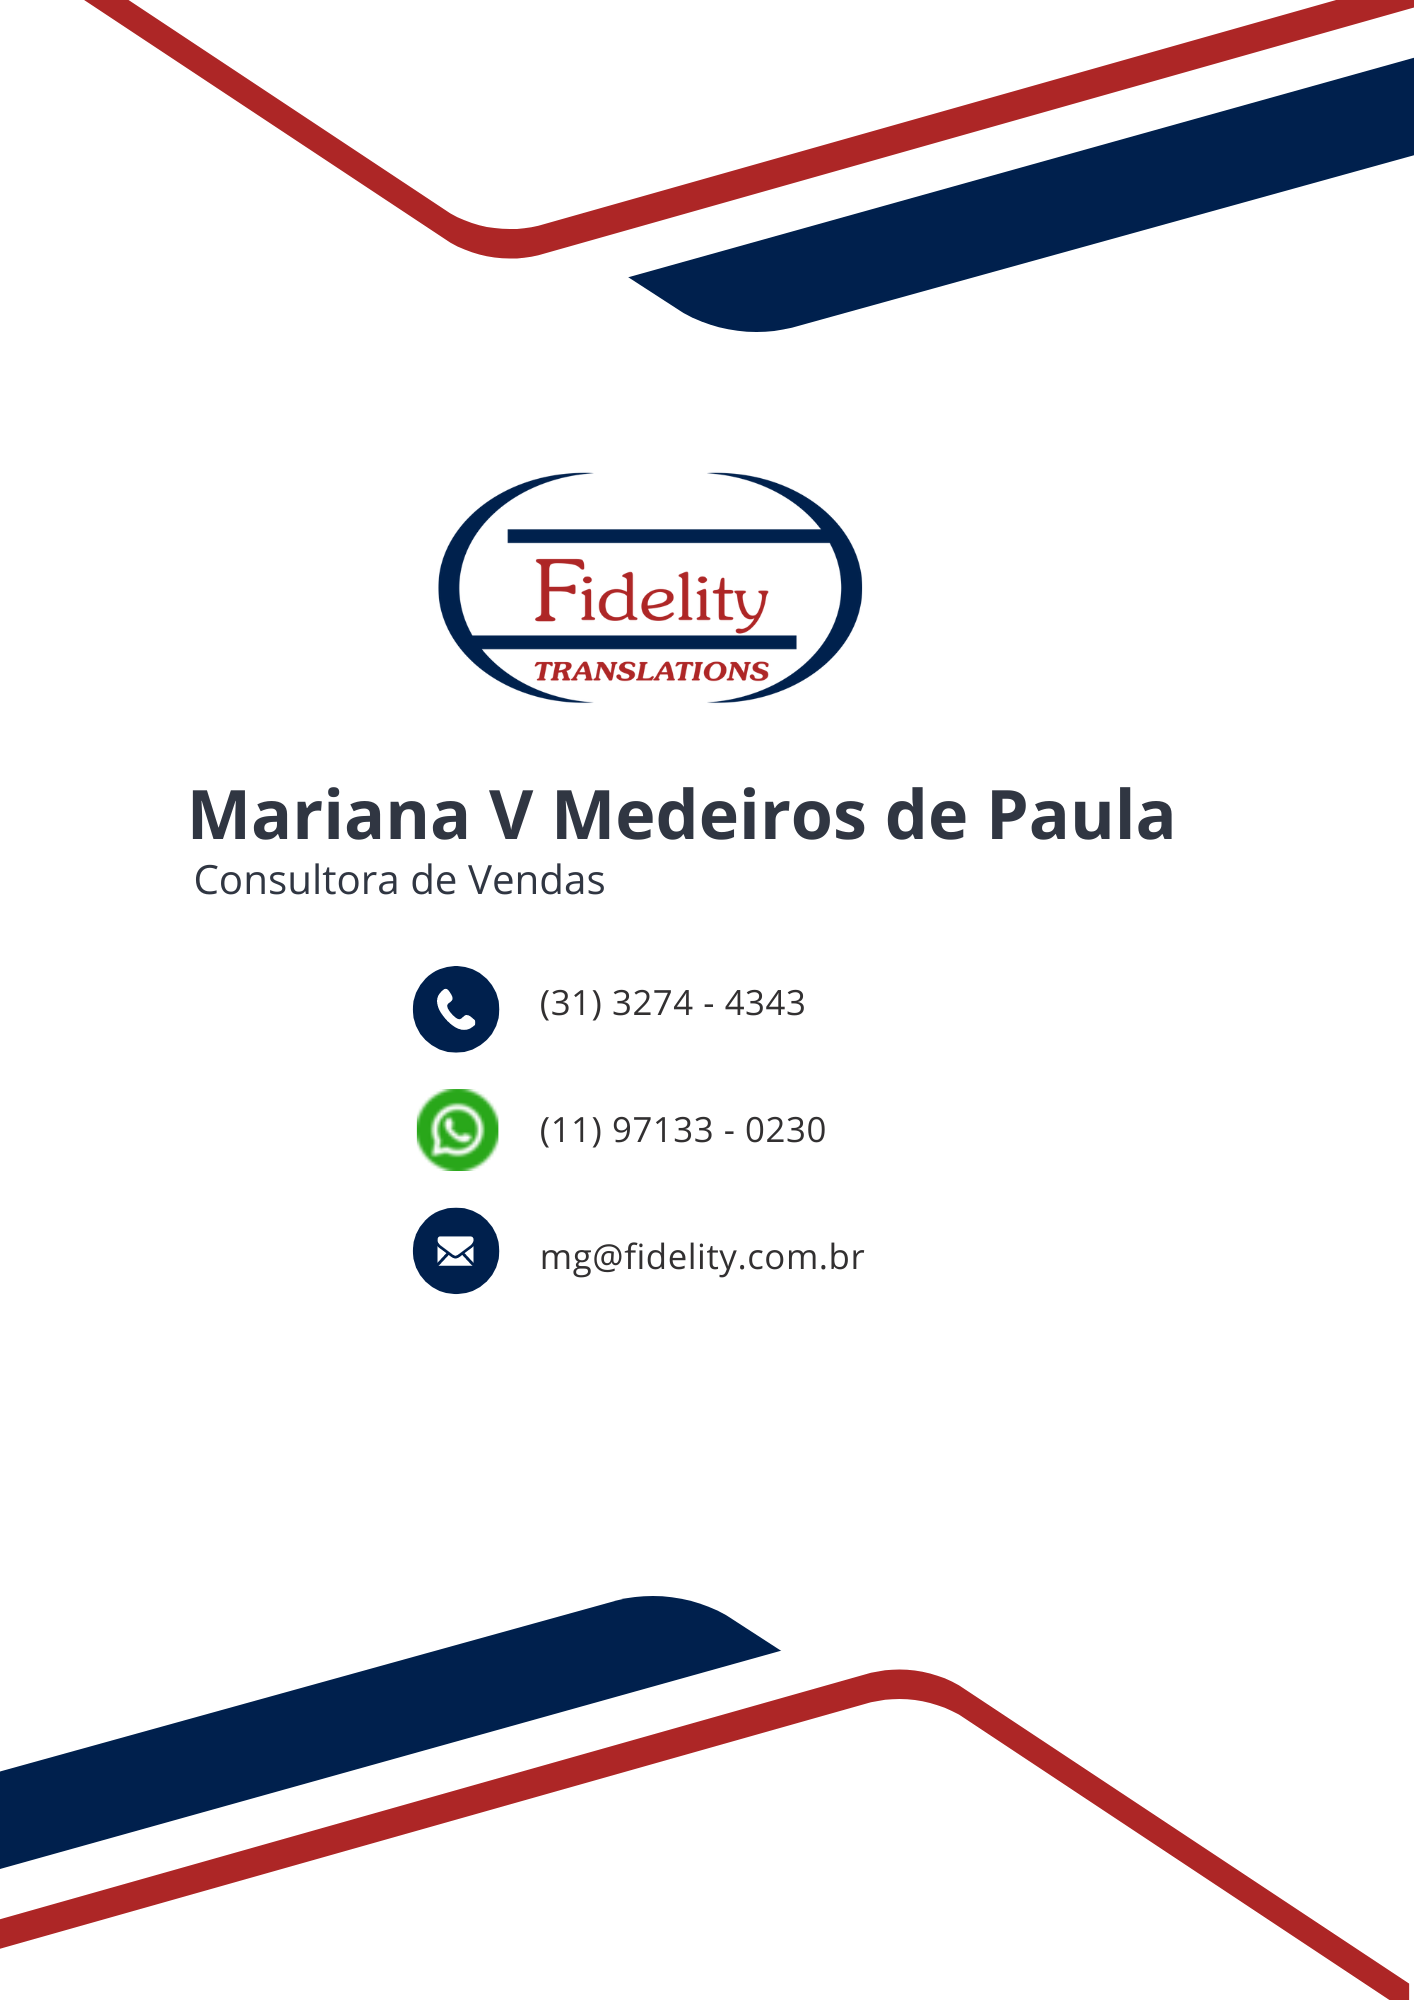 Fidelity
TRANSLATIONS
Mariana V Medeiros de Paula
Consultora de Vendas
(31) 3274 - 4343
(11) 97133 - 0230
mg@fidelity.com.br